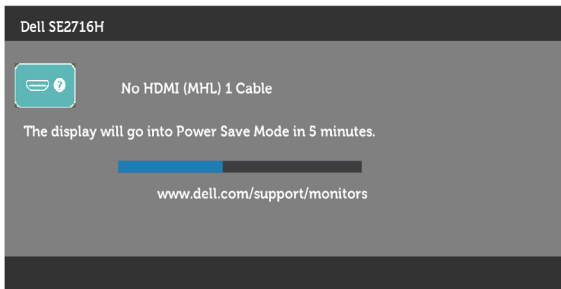 Dell SE2716H
No HDMI (MHL) 1 Cable
The display will go into Power Save Mode in 5 minutes.
www.dell.com/support/monitors